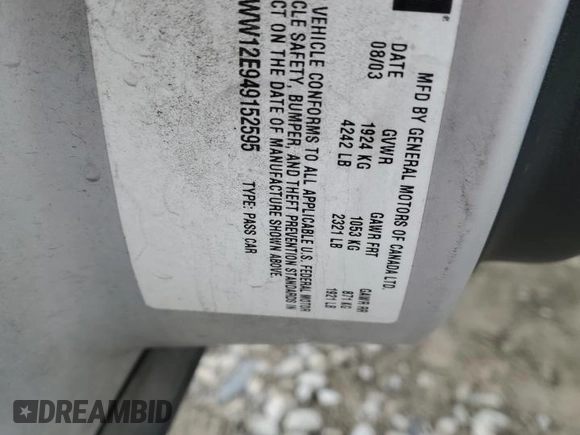 MFD BY GENERAL MOTORS OF CANADA LTD.
DATE GVWR GAWR FRT GAWR RR
08/03 1924 KG 1053 KG 871 KG
4242 LB 2321 LB 1921 LB
VEHICLE CONFORMS TO ALL APPLICABLE U.S. FEDERAL MOTOR
CLE SAFETY, BUMPER, AND THEFT PREVENTION STANDARDS IN
CT ON THE DATE OF MANUFACTURE SHOWN ABOVE.
WW12E949152595 TYPE: PASS CAR
DREAMBID